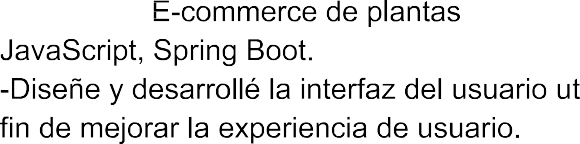 E-commerce de plantas
JavaScript, Spring Boot.
-Diseñe y desarrollé la interfaz del usuario ut
fin de mejorar la experiencia de usuario.